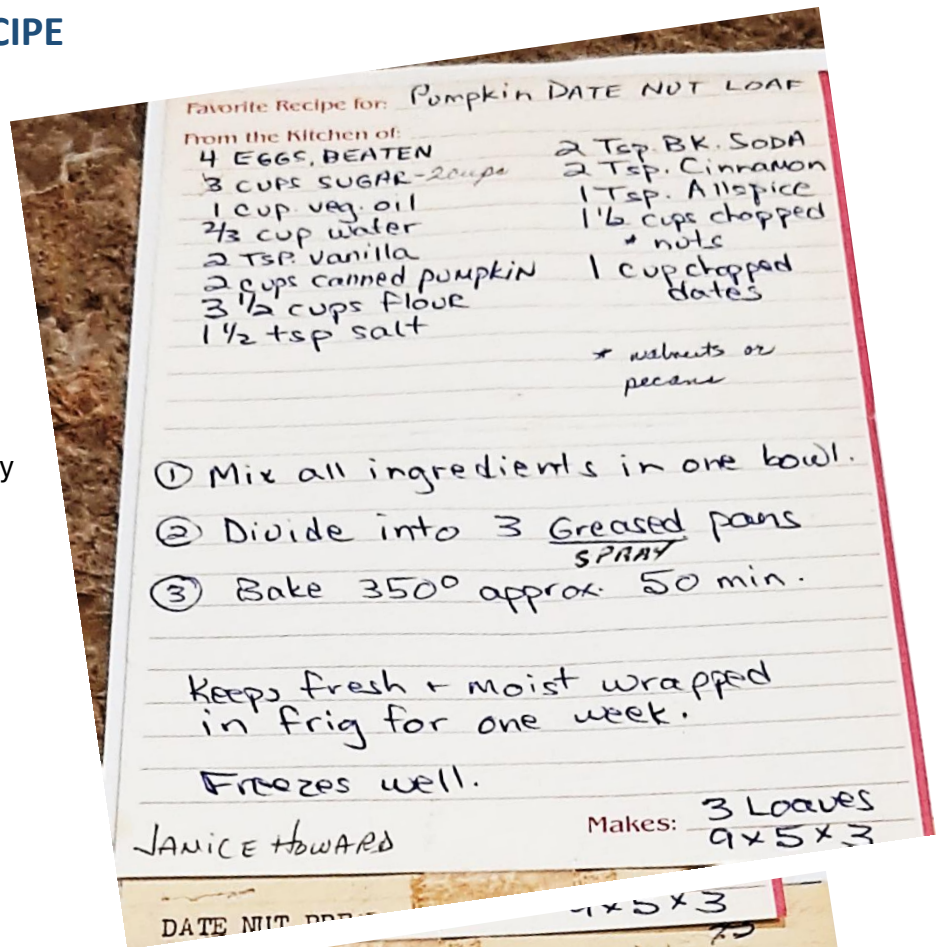 CIPE
Favorite Recipe for: Pumpkin DATE NUT LOAF
From the Kitchen of:
4 EGGS, BEATEN
3 CUPS SUGAR-2cups
1 cup veg. oil
2/3 cup water
2 TSP. vanilla
2 cups canned pumpkin
3 1/2 cups flour
1 1/2 tsp salt
2 Tsp. BK. SODA
2 Tsp. Cinnamon
1 Tsp. Allspice
cups chopped
* nuts
1 cup chopped
dates
* walnuts or
pecans
y
① Mix all ingredients in one bowl.
② Divide into 3 Greased pans
SPRAY
③ Bake 350° approx. 50 min.
Keeps fresh + moist wrapped
in frig for one week.
Freezes well.
JANICE HOWARD
Makes: 3 Loaves
9x5x3
DATE NUT
9x5x3